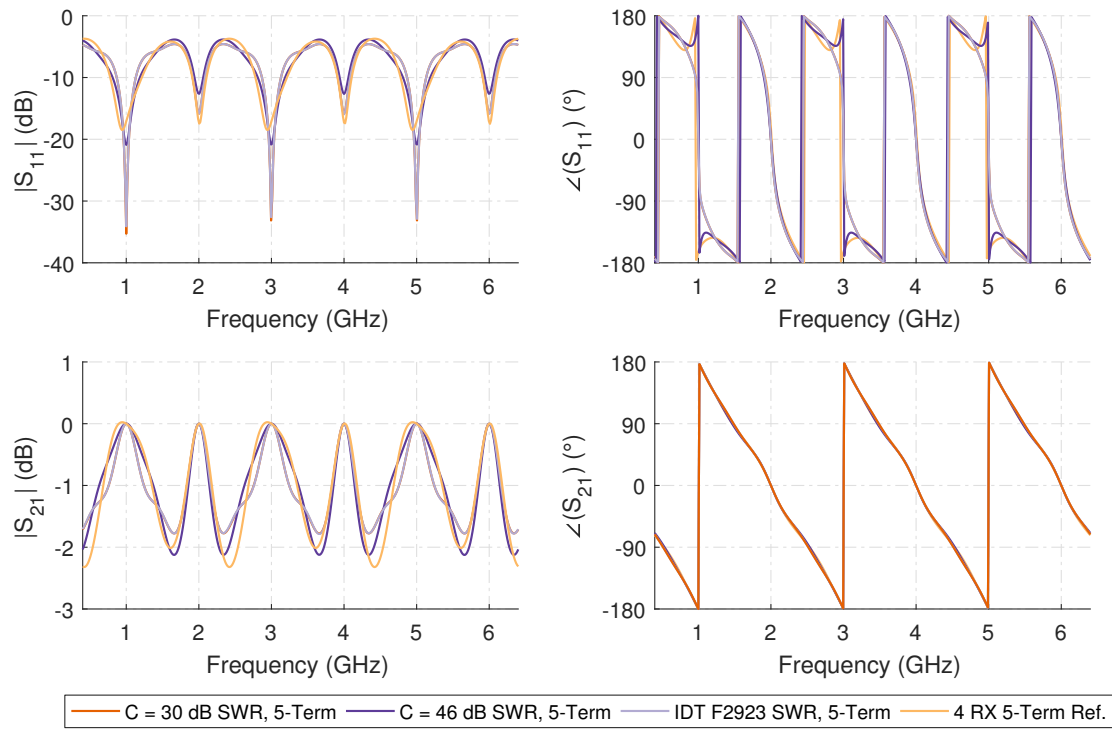 0
-10
-20
-30
-40
|S11| (dB)
1 2 3 4 5 6
Frequency (GHz)
180
90
0
-90
-180
∠(S11) (°)
1 2 3 4 5 6
Frequency (GHz)
1
0
-1
-2
-3
|S21| (dB)
1 2 3 4 5 6
Frequency (GHz)
180
90
0
-90
-180
∠(S21) (°)
1 2 3 4 5 6
Frequency (GHz)
C = 30 dB SWR, 5-Term C = 46 dB SWR, 5-Term IDT F2923 SWR, 5-Term 4 RX 5-Term Ref.